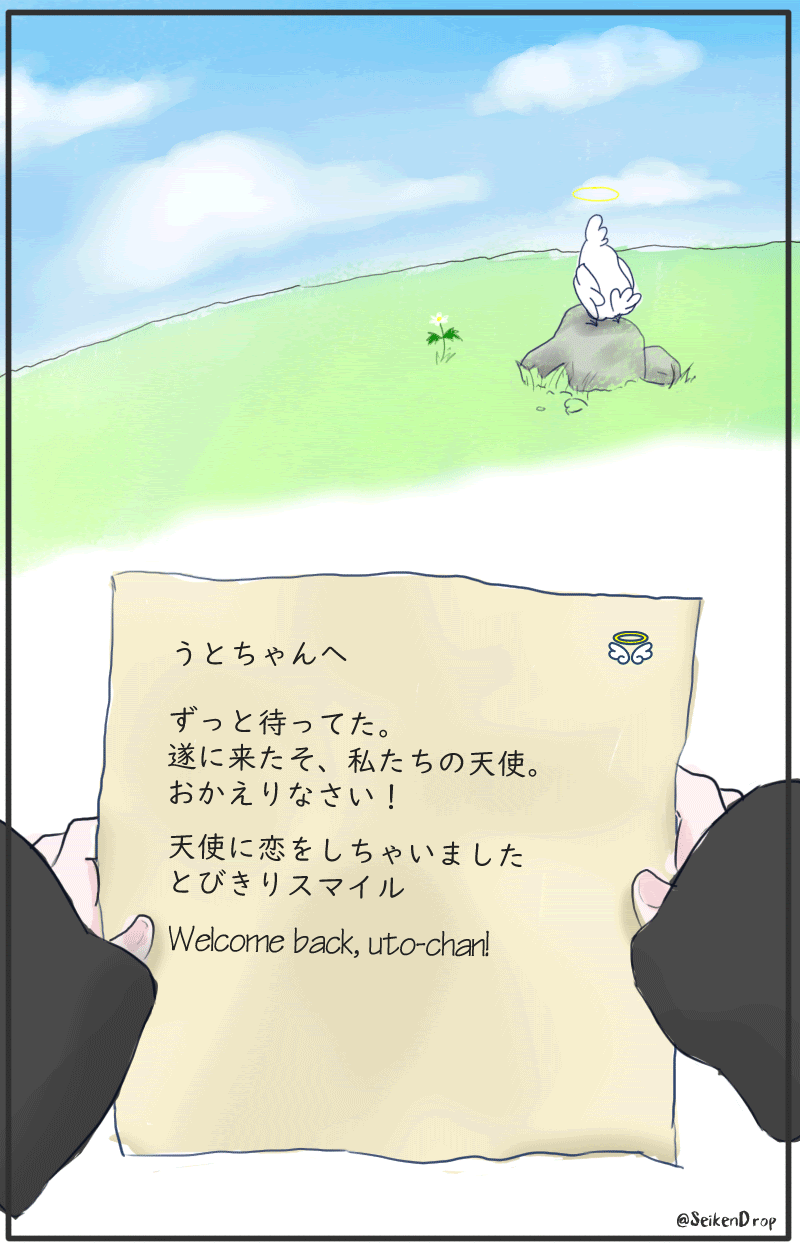 うとちゃんへ
ずっと待ってた。
遂に来たそ、私たちの天使。
おかえりなさい！
天使に恋をしちゃいました
とびきりスマイル
Welcome back, uto-chan!
@SeikenDrop